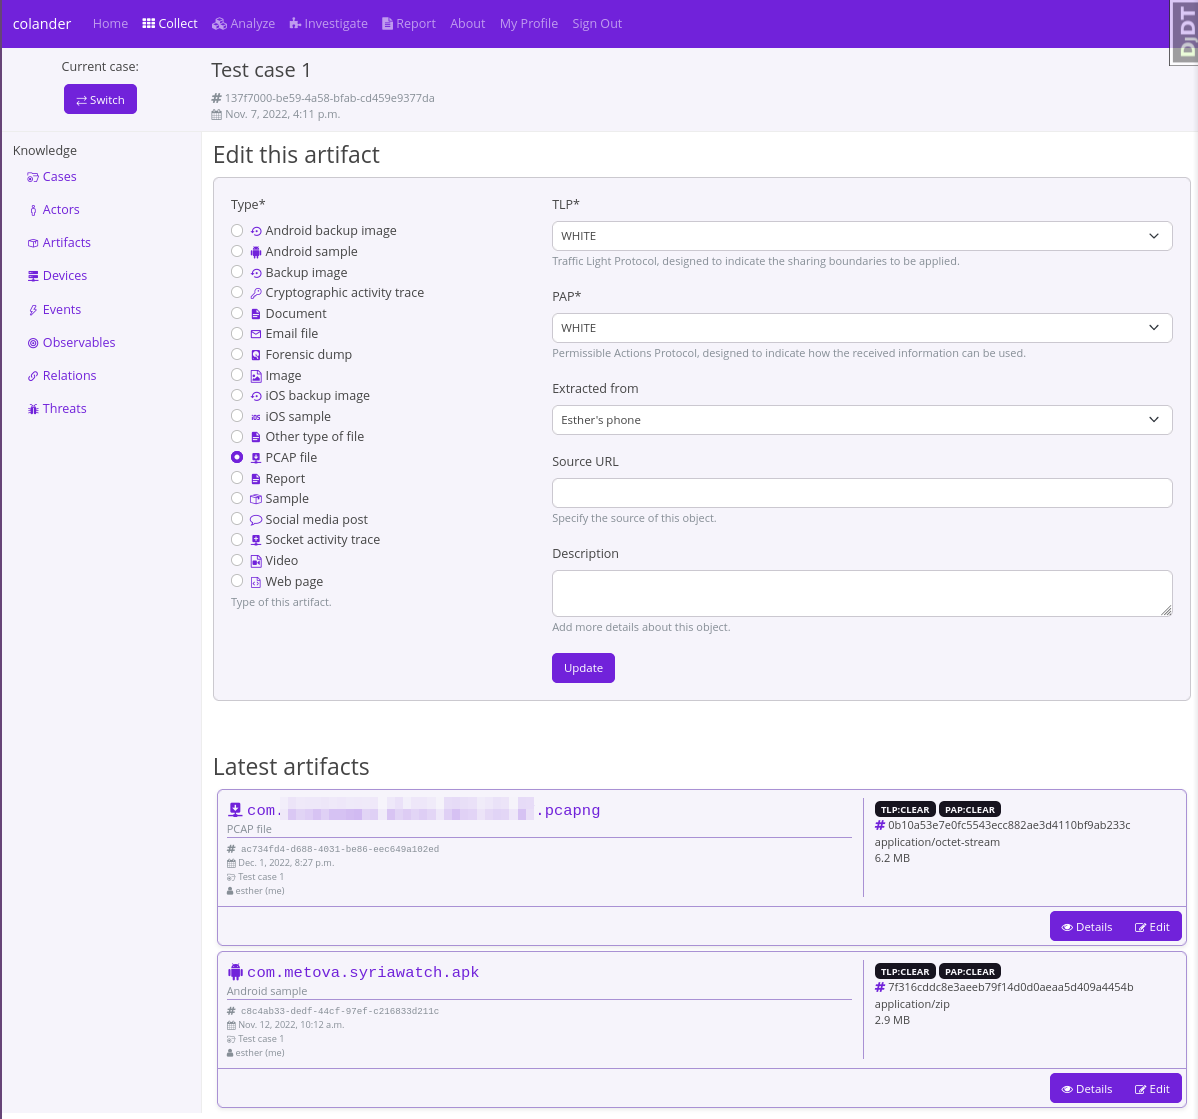 colander Home Collect Analyze Investigate Report About My Profile Sign Out
DjDT
Current case:
Switch
Test case 1
# 137f7000-be59-4a58-bfab-cd459e9377da
Nov. 7, 2022, 4:11 p.m.
Knowledge
Cases
Actors
Artifacts
Devices
Events
Observables
Relations
Threats
Edit this artifact
Type*
Android backup image
Android sample
Backup image
Cryptographic activity trace
Document
Email file
Forensic dump
Image
iOS backup image
iOS iOS sample
Other type of file
PCAP file
Report
Sample
Social media post
Socket activity trace
Video
Web page
Type of this artifact.
TLP*
WHITE
Traffic Light Protocol, designed to indicate the sharing boundaries to be applied.
PAP*
WHITE
Permissible Actions Protocol, designed to indicate how the received information can be used.
Extracted from
Esther's phone
Source URL
Specify the source of this object.
Description
Add more details about this object.
Update
Latest artifacts
com. .pcapng
PCAP file
# ac734fd4-d688-4031-be86-eec649a102ed
Dec. 1, 2022, 8:27 p.m.
Test case 1
esther (me)
TLP:CLEAR PAP:CLEAR
# 0b10a53e7e0fc5543ecc882ae3d4110bf9ab233c
application/octet-stream
6.2 MB
Details Edit
com.metova.syriawatch.apk
Android sample
# c8c4ab33-dedf-44cf-97ef-c216833d211c
Nov. 12, 2022, 10:12 a.m.
Test case 1
esther (me)
TLP:CLEAR PAP:CLEAR
# 7f316cddc8e3aeeb79f14d0d0aeaa5d409a4454b
application/zip
2.9 MB
Details Edit